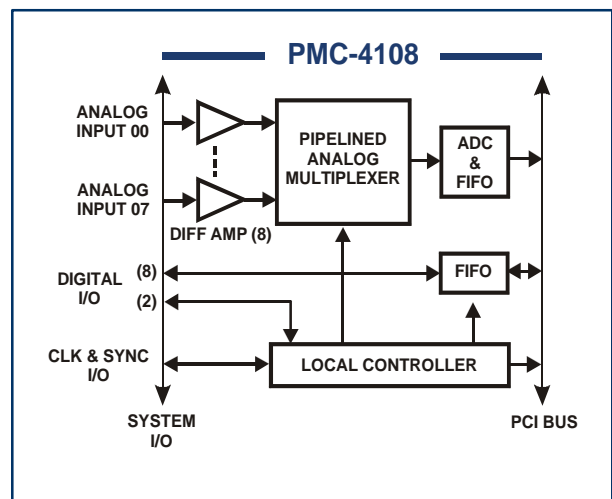 PMC-4108
ANALOG
INPUT 00
ANALOG
INPUT 07
DIFF AMP (8)
PIPELINED
ANALOG
MULTIPLEXER
ADC
&
FIFO
DIGITAL
I/O
(8)
(2)
FIFO
CLK & SYNC
I/O
LOCAL CONTROLLER
SYSTEM
I/O
PCI BUS